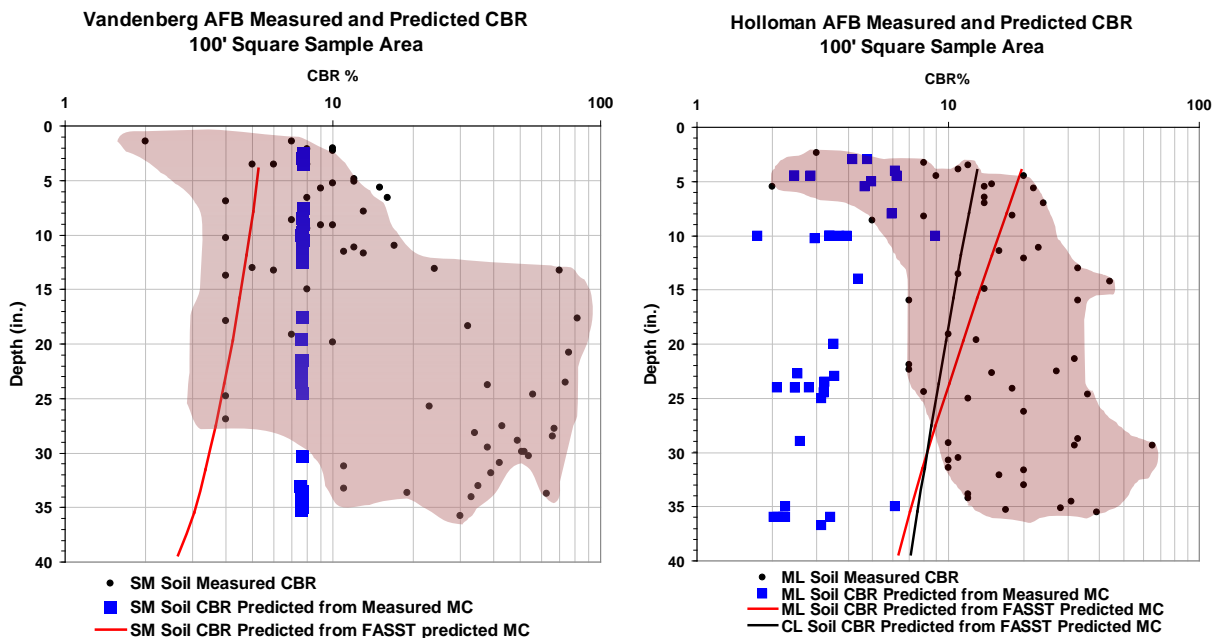 Vandenberg AFB Measured and Predicted CBR
100' Square Sample Area
CBR %
1 10 100
0
5
10
15
20
25
30
35
40
Depth (in.)
SM Soil Measured CBR
SM Soil CBR Predicted from Measured MC
SM Soil CBR Predicted from FASST predicted MC
Holloman AFB Measured and Predicted CBR
100' Square Sample Area
CBR%
1 10 100
0
5
10
15
20
25
30
35
40
Depth (in.)
ML Soil Measured CBR
ML Soil CBR Predicted from Measured MC
ML Soil CBR Predicted from FASST Predicted MC
CL Soil CBR Predicted from FASST Predicted MC